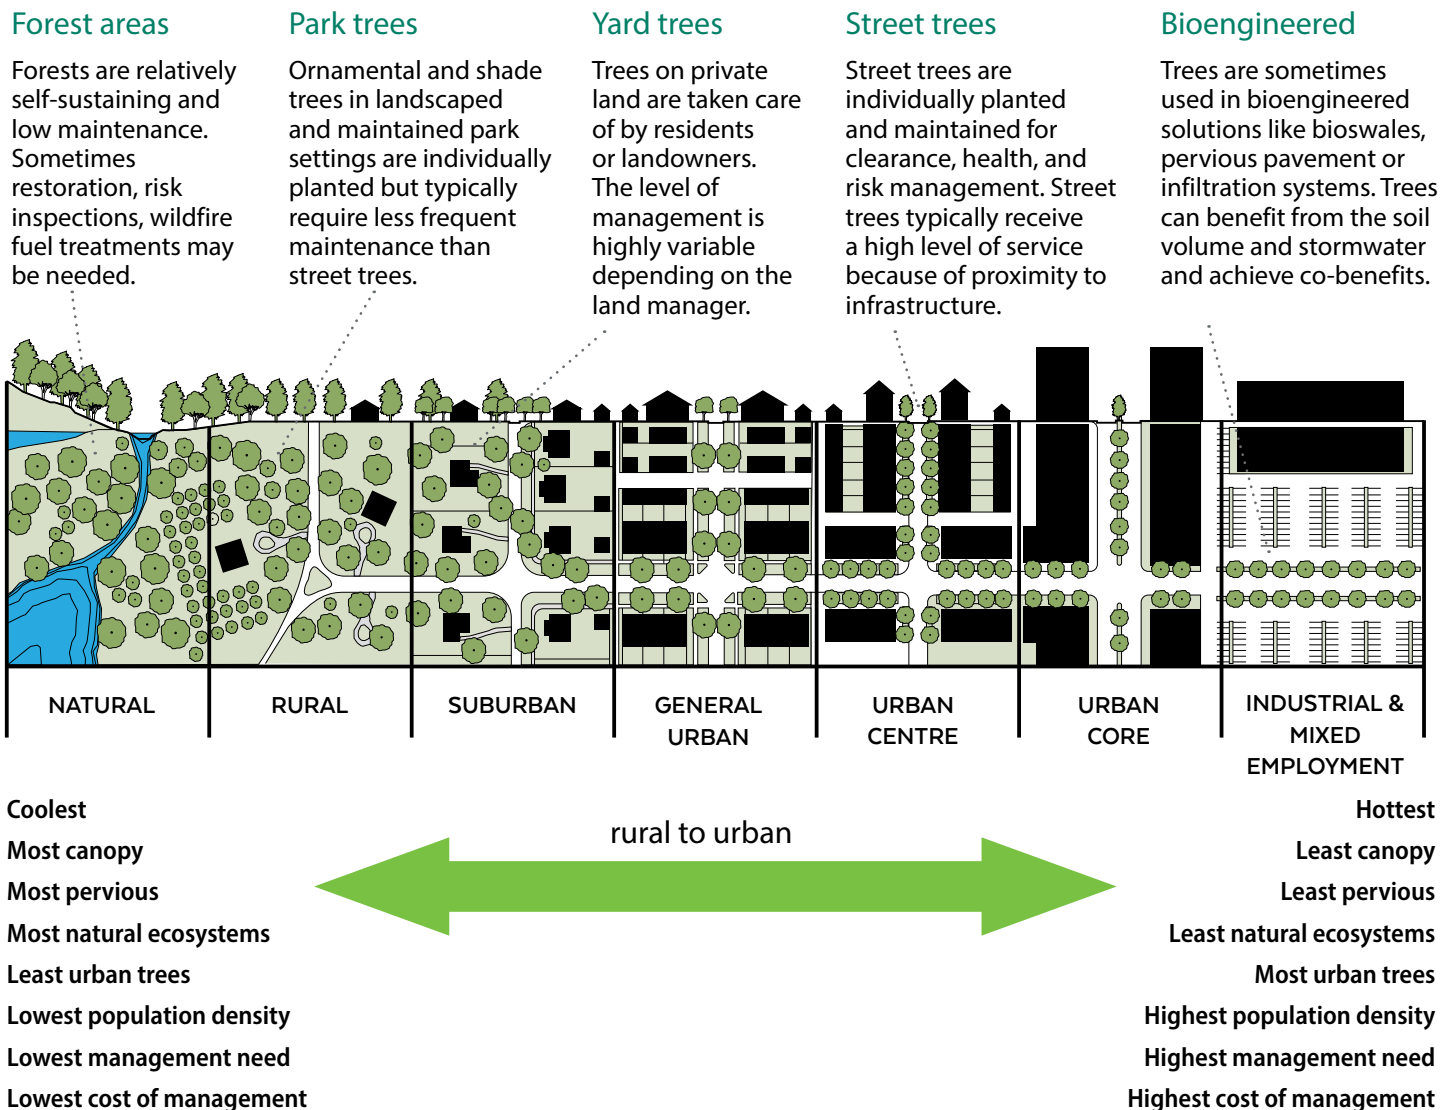 Forest areas
Forests are relatively
self-sustaining and
low maintenance.
Sometimes
restoration, risk
inspections, wildfire
fuel treatments may
be needed.
Park trees
Ornamental and shade
trees in landscaped
and maintained park
settings are individually
planted but typically
require less frequent
maintenance than
street trees.
Yard trees
Trees on private
land are taken care
of by residents
or landowners.
The level of
management is
highly variable
depending on the
land manager.
Street trees
Street trees are
individually planted
and maintained for
clearance, health, and
risk management. Street
trees typically receive
a high level of service
because of proximity to
infrastructure.
Bioengineered
Trees are sometimes
used in bioengineered
solutions like bioswales,
pervious pavement or
infiltration systems. Trees
can benefit from the soil
volume and stormwater
and achieve co-benefits.
NATURAL
RURAL
SUBURBAN
GENERAL
URBAN
URBAN
CENTRE
URBAN
CORE
INDUSTRIAL &
MIXED
EMPLOYMENT
Coolest
Most canopy
Most pervious
Most natural ecosystems
Least urban trees
Lowest population density
Lowest management need
Lowest cost of management
rural to urban
Hottest
Least canopy
Least pervious
Least natural ecosystems
Most urban trees
Highest population density
Highest management need
Highest cost of management